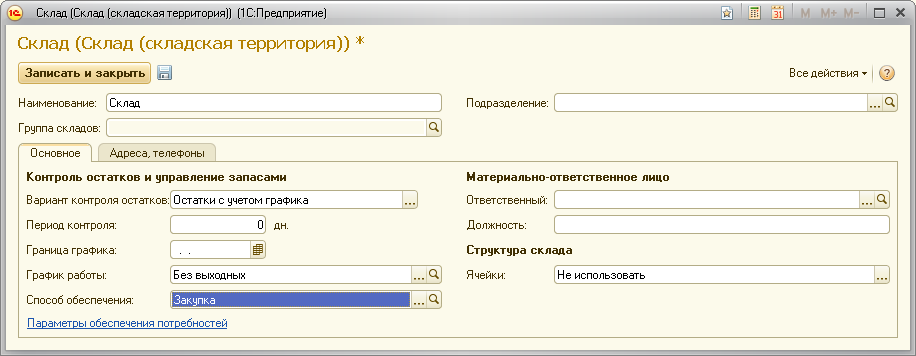 Склад (Склад (складская территория)) (1С:Предприятие)
M M+ M-
Склад (Склад (складская территория)) *
Записать и закрыть
Все действия
Наименование: Склад
Подразделение:
Группа складов:
Основное
Адреса, телефоны
Контроль остатков и управление запасами
Материально-ответственное лицо
Вариант контроля остатков: Остатки с учетом графика
Ответственный:
Период контроля: 0 дн.
Должность:
Граница графика: . .
Структура склада
График работы: Без выходных
Ячейки: Не использовать
Способ обеспечения: Закупка
Параметры обеспечения потребностей